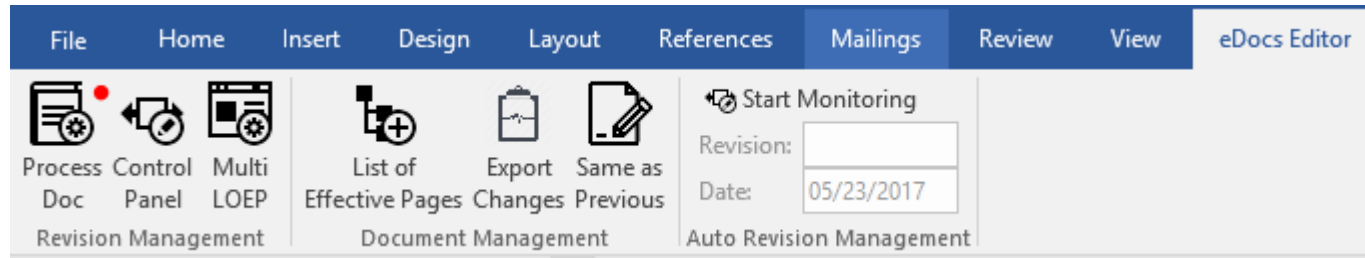 File Home Insert Design Layout References Mailings Review View eDocs Editor
Process Doc
Control Panel
Multi LOEP
List of Effective Pages
Export Changes
Same as Previous
Start Monitoring
Revision:
Date: 05/23/2017
Revision Management
Document Management
Auto Revision Management